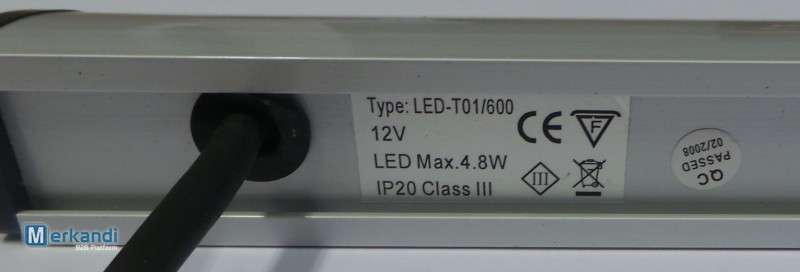 Type: LED-T01/600
12V
LED Max.4.8W
IP20 Class III
CE
F
III
QC
PASSED
02/2008
Merkandi
B2B Platform